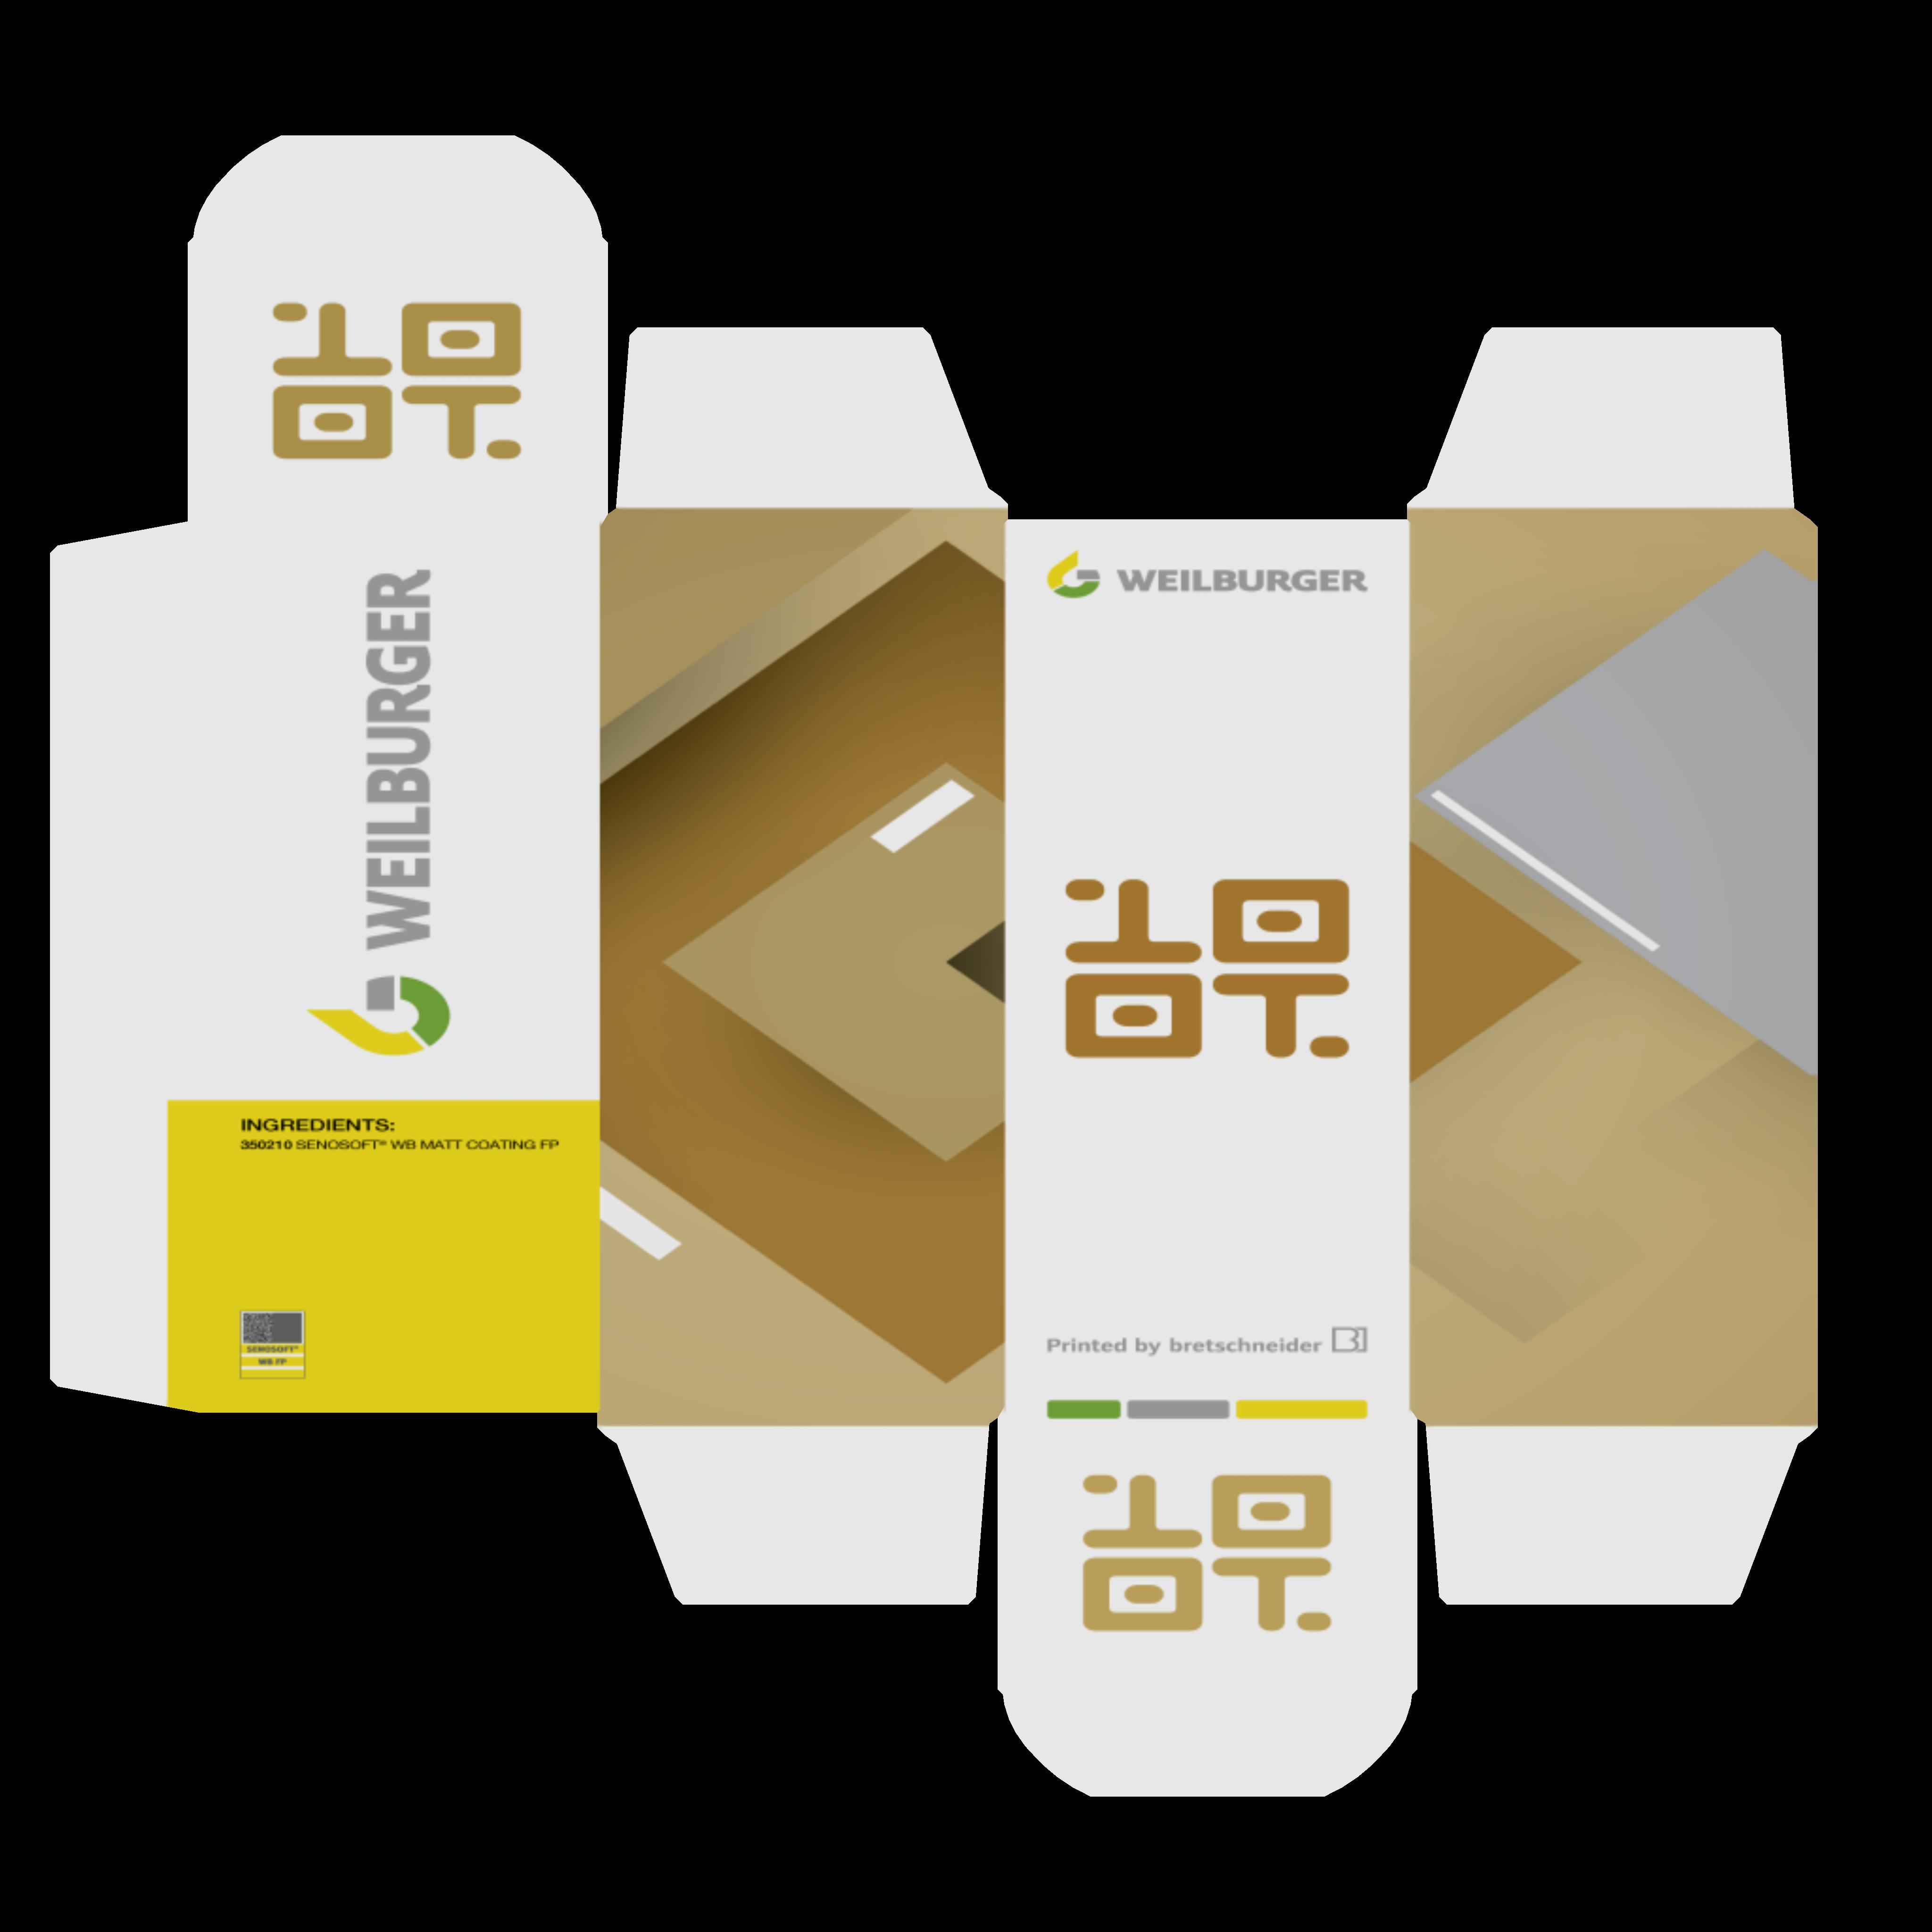 WEILBURGER
INGREDIENTS:
350210 SENOSOFT® WB MATT COATING FP
SENOSOFT®
WB FP
WEILBURGER
Printed by bretschneider